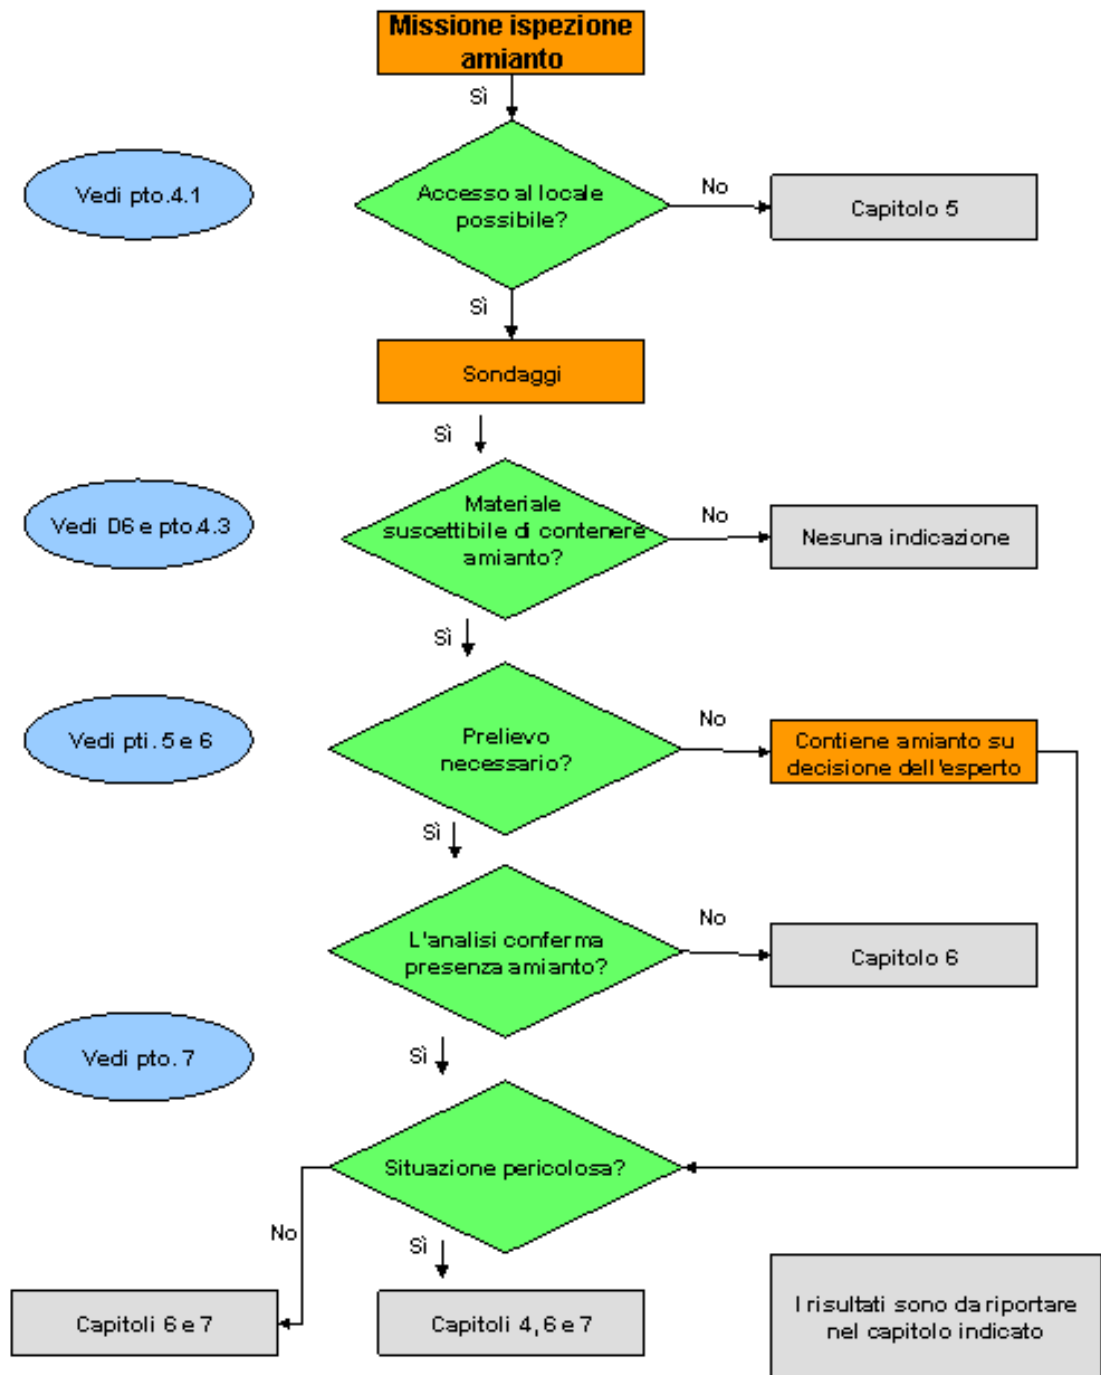 Missione ispezione
amianto
Sì
Vedi pto.4.1
Accesso al locale
possibile?
No
Capitolo 5
Sì
Sondaggi
Sì
Vedi D6 e pto.4.3
Materiale
suscettibile di contenere
amianto?
No
Nesuna indicazione
Sì
Vedi pti. 5 e 6
Prelievo
necessario?
No
Contiene amianto su
decisione dell'esperto
Sì
L'analisi conferma
presenza amianto?
No
Capitolo 6
Vedi pto. 7
Sì
Situazione pericolosa?
No
Sì
Capitoli 6 e 7
Capitoli 4, 6 e 7
I risultati sono da riportare
nel capitolo indicato